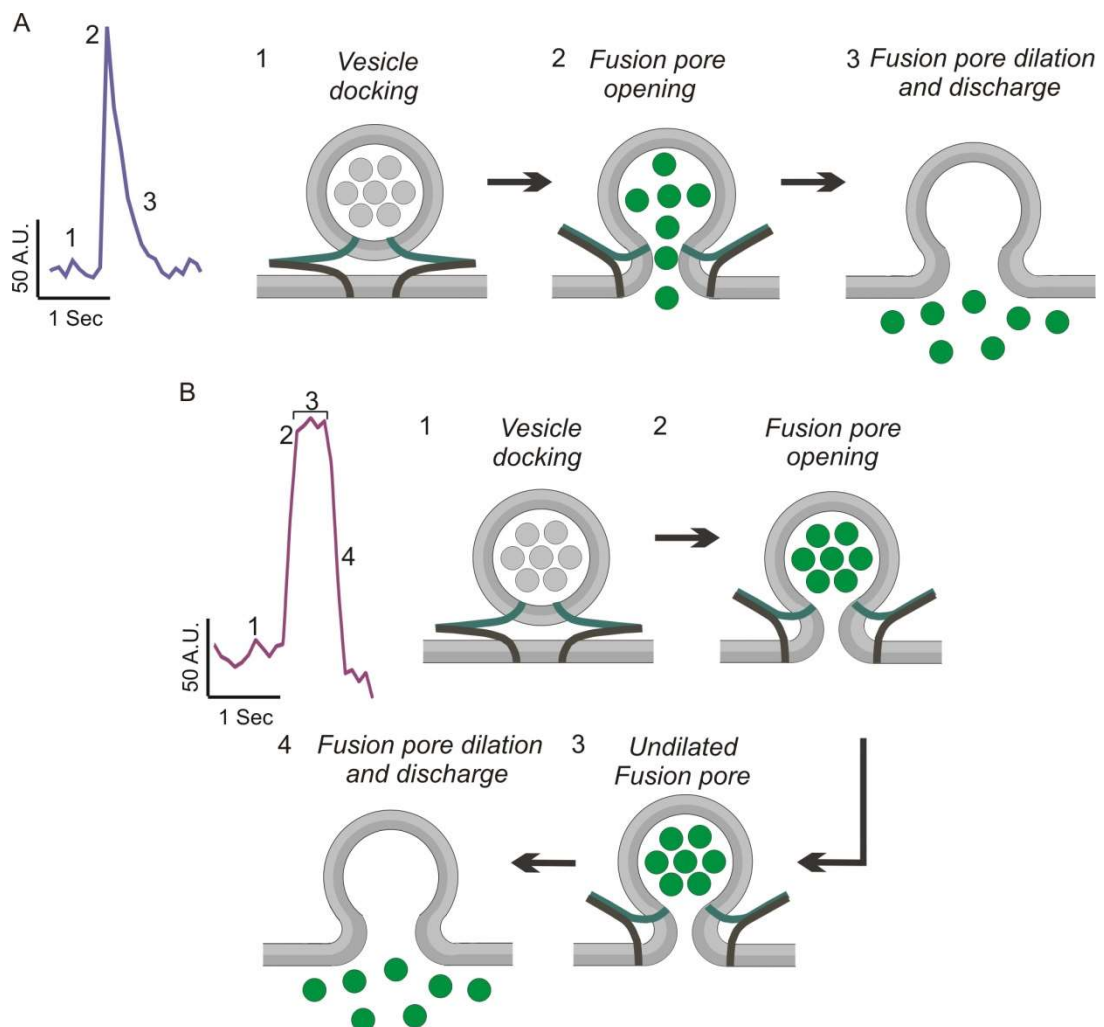 A
2
1
3
50 A.U.
1 Sec
1
Vesicle
docking
2
Fusion pore
opening
3
Fusion pore dilation
and discharge
B
3
2
1
4
50 A.U.
1 Sec
1
Vesicle
docking
2
Fusion pore
opening
4
Fusion pore dilation
and discharge
3
Undilated
Fusion pore